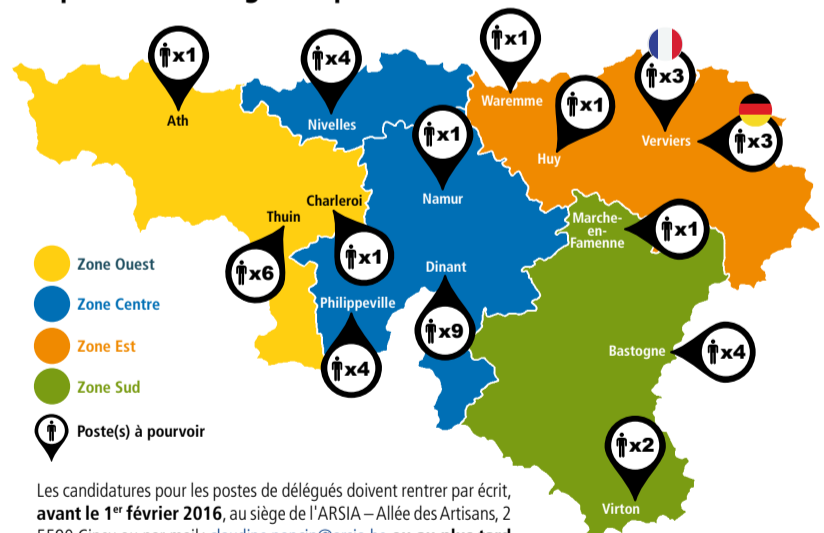 x1
Ath
x4
Nivelles
x1
Waremme
x1
Huy
x3
Verviers
x3
x1
Namur
Charleroi
x1
Thuin
x6
Marche-
en-
Famenne
x1
Dinant
x9
Philippeville
x4
Bastogne
x4
x2
Virton
Zone Ouest
Zone Centre
Zone Est
Zone Sud
Poste(s) à pourvoir
Les candidatures pour les postes de délégués doivent rentrer par écrit,
avant le 1er février 2016, au siège de l'ARSIA – Allée des Artisans, 2